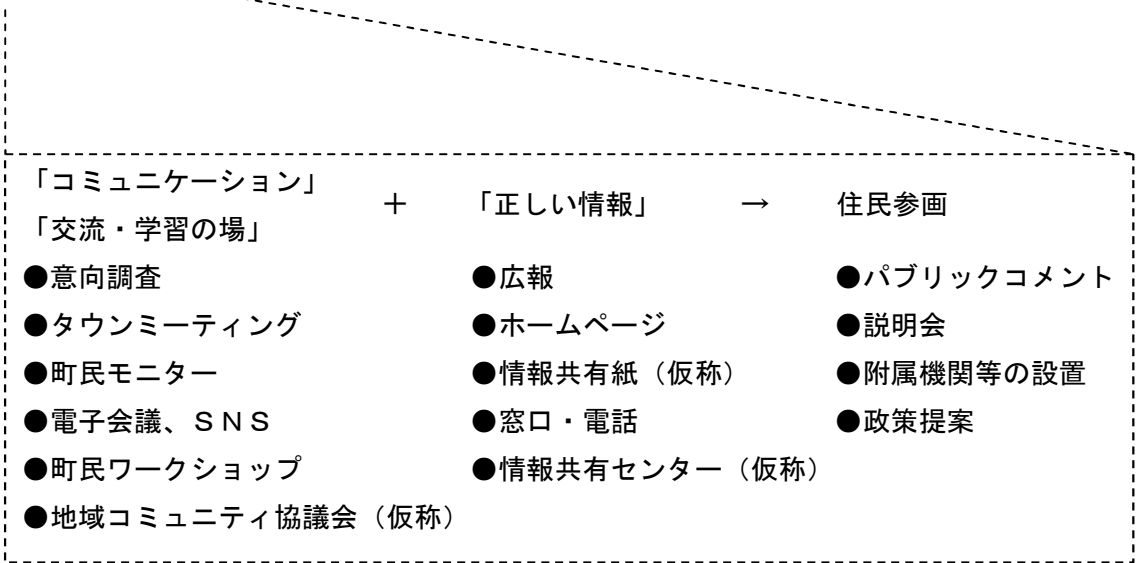 「コミュニケーション」
「交流・学習の場」
＋
「正しい情報」
→
住民参画
●意向調査
●タウンミーティング
●町民モニター
●電子会議、ＳＮＳ
●町民ワークショップ
●地域コミュニティ協議会（仮称）
●広報
●ホームページ
●情報共有紙（仮称）
●窓口・電話
●情報共有センター（仮称）
●パブリックコメント
●説明会
●附属機関等の設置
●政策提案